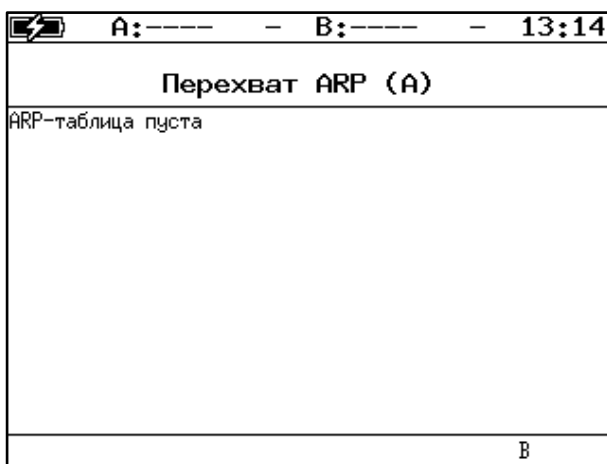 A:---- - B:---- - 13:14
Перехват ARP (A)
ARP-таблица пуста
B